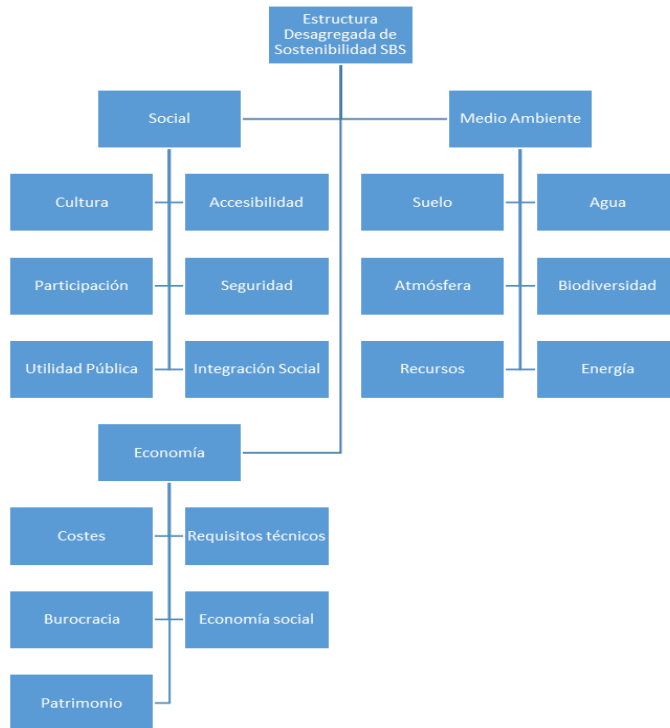 Estructura
Desagregada de
Sostenibilidad SBS
Social
Medio Ambiente
Cultura
Accesibilidad
Suelo
Agua
Participación
Seguridad
Atmósfera
Biodiversidad
Utilidad Pública
Integración Social
Recursos
Energía
Economía
Costes
Requisitos técnicos
Burocracia
Economía social
Patrimonio